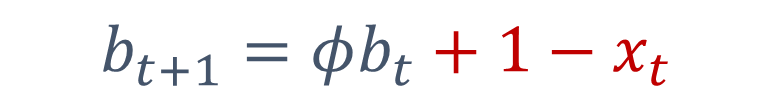 b_{t+1} = ϕb_t + 1 − x_t